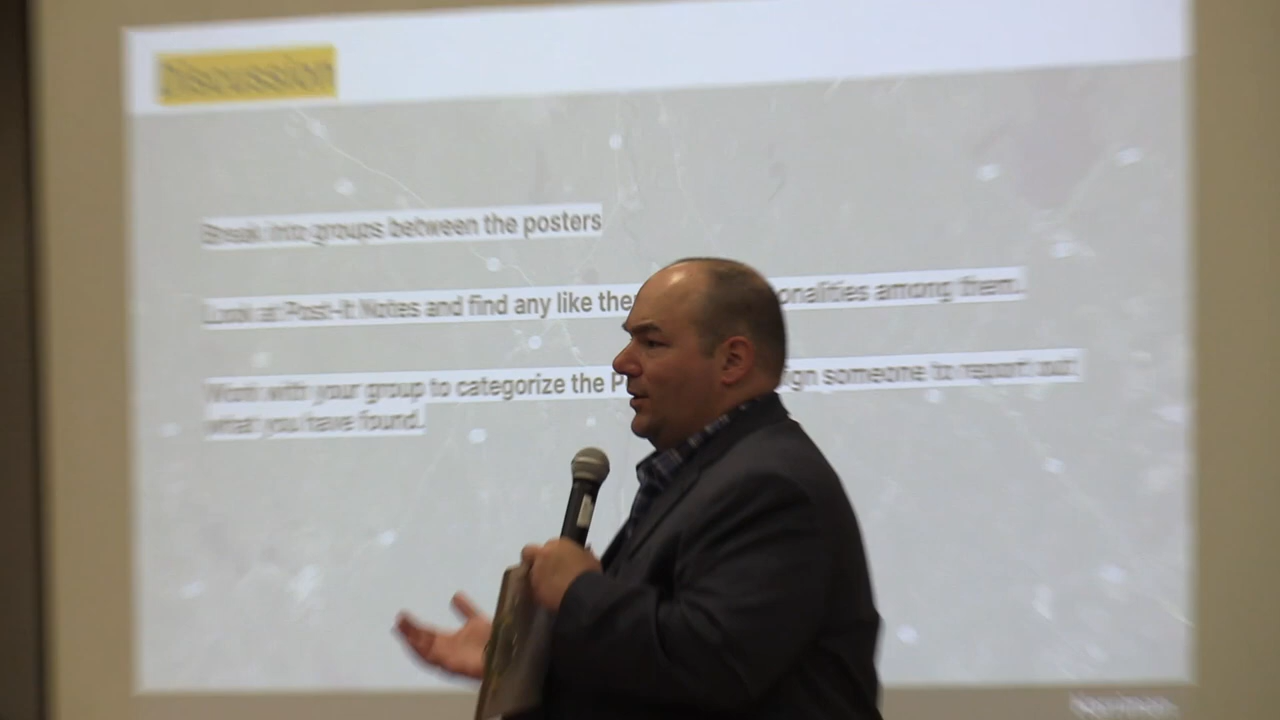 Discussion
Break into groups between the posters
Look at Post-It Notes and find any like the onalities among them.
Work with your group to categorize the P gn someone to report out
what you have found.